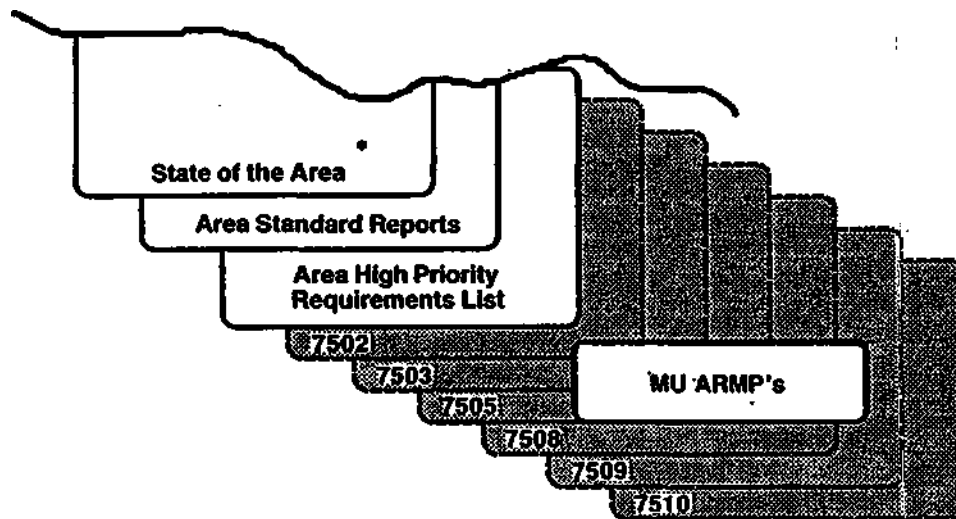 State of the Area
Area Standard Reports
Area High Priority
Requirements List
7502
7503
MU ARMP's
7505
7508
7509
7510